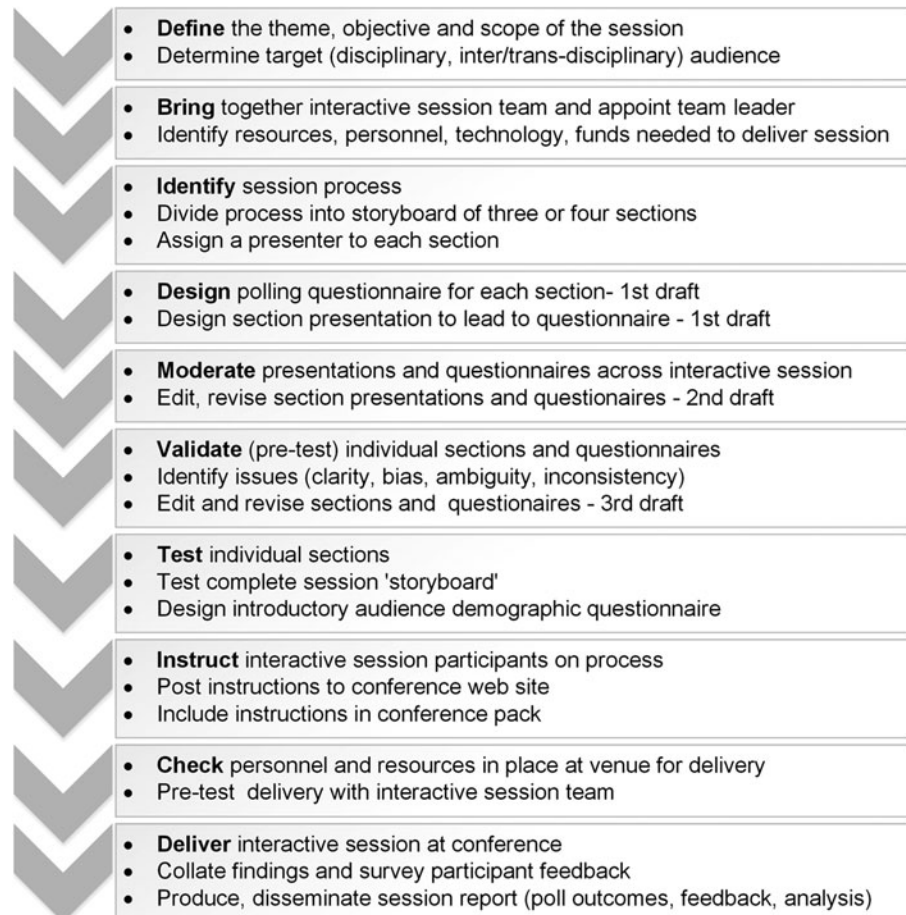 • Define the theme, objective and scope of the session
• Determine target (disciplinary, inter/trans-disciplinary) audience
• Bring together interactive session team and appoint team leader
• Identify resources, personnel, technology, funds needed to deliver session
• Identify session process
• Divide process into storyboard of three or four sections
• Assign a presenter to each section
• Design polling questionnaire for each section- 1st draft
• Design section presentation to lead to questionnaire - 1st draft
• Moderate presentations and questionnaires across interactive session
• Edit, revise section presentations and questionaires - 2nd draft
• Validate (pre-test) individual sections and questionnaires
• Identify issues (clarity, bias, ambiguity, inconsistency)
• Edit and revise sections and questionaires - 3rd draft
• Test individual sections
• Test complete session 'storyboard'
• Design introductory audience demographic questionnaire
• Instruct interactive session participants on process
• Post instructions to conference web site
• Include instructions in conference pack
• Check personnel and resources in place at venue for delivery
• Pre-test delivery with interactive session team
• Deliver interactive session at conference
• Collate findings and survey participant feedback
• Produce, disseminate session report (poll outcomes, feedback, analysis)